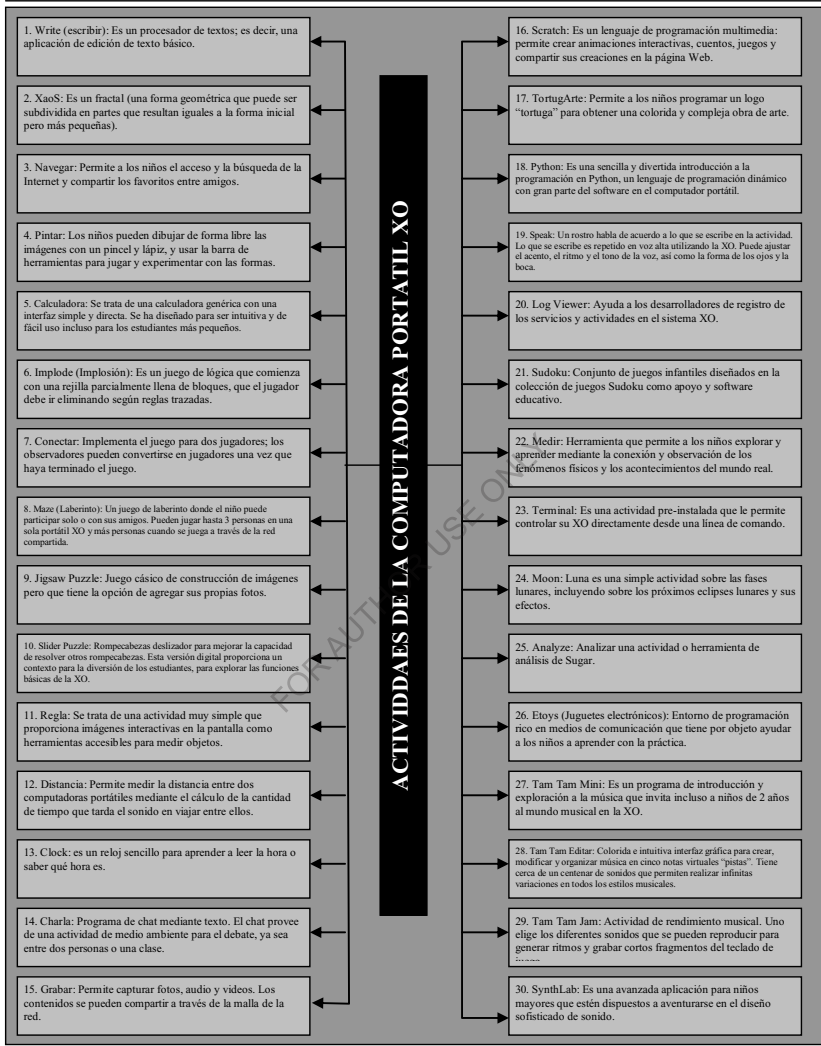 1. Write (escribir): Es un procesador de textos; es decir, una
aplicación de edición de texto básico.
2. XaoS: Es un fractal (una forma geométrica que puede ser
subdividida en partes que resultan iguales a la forma inicial
pero más pequeñas).
3. Navegar: Permite a los niños el acceso y la búsqueda de la
Internet y compartir los favoritos entre amigos.
4. Pintar: Los niños pueden dibujar de forma libre las
imágenes con un pincel y lápiz, y usar la barra de
herramientas para jugar y experimentar con las formas.
5. Calculadora: Se trata de una calculadora genérica con una
interfaz simple y directa. Se ha diseñado para ser intuitiva y de
fácil uso incluso para los estudiantes más pequeños.
6. Implode (Implosión): Es un juego de lógica que comienza
con una rejilla parcialmente llena de bloques, que el jugador
debe ir eliminando según reglas trazadas.
7. Conectar: Implementa el juego para dos jugadores; los
observadores pueden convertirse en jugadores una vez que
haya terminado el juego.
8. Maze (Laberinto): Un juego de laberinto donde el niño puede
participar solo o con sus amigos. Pueden jugar hasta 3 personas en una
sola portátil XO y más personas cuando se juega a través de la red
compartida.
9. Jigsaw Puzzle: Juego cásico de construcción de imágenes
pero que tiene la opción de agregar sus propias fotos.
10. Slider Puzzle: Rompecabezas deslizador para mejorar la capacidad
de resolver otros rompecabezas. Esta versión digital proporciona un
contexto para la diversión de los estudiantes, para explorar las funciones
básicas de la XO.
11. Regla: Se trata de una actividad muy simple que
proporciona imágenes interactivas en la pantalla como
herramientas accesibles para medir objetos.
12. Distancia: Permite medir la distancia entre dos
computadoras portátiles mediante el cálculo de la cantidad
de tiempo que tarda el sonido en viajar entre ellos.
13. Clock: es un reloj sencillo para aprender a leer la hora o
saber qué hora es.
14. Charla: Programa de chat mediante texto. El chat provee
de una actividad de medio ambiente para el debate, ya sea
entre dos personas o una clase.
15. Grabar: Permite capturar fotos, audio y videos. Los
contenidos se pueden compartir a través de la malla de la
red.
ACTIVIDDAES DE LA COMPUTADORA PORTATIL XO
16. Scratch: Es un lenguaje de programación multimedia:
permite crear animaciones interactivas, cuentos, juegos y
compartir sus creaciones en la página Web.
17. TortugArte: Permite a los niños programar un logo
“tortuga” para obtener una colorida y compleja obra de arte.
18. Python: Es una sencilla y divertida introducción a la
programación en Python, un lenguaje de programación dinámico
con gran parte del software en el computador portátil.
19. Speak: Un rostro habla de acuerdo a lo que se escribe en la actividad.
Lo que se escribe es repetido en voz alta utilizando la XO. Puede ajustar
el acento, el ritmo y el tono de la voz, así como la forma de los ojos y la
boca.
20. Log Viewer: Ayuda a los desarrolladores de registro de
los servicios y actividades en el sistema XO.
21. Sudoku: Conjunto de juegos infantiles diseñados en la
colección de juegos Sudoku como apoyo y software
educativo.
22. Medir: Herramienta que permite a los niños explorar y
aprender mediante la conexión y observación de los
fenómenos físicos y los acontecimientos del mundo real.
23. Terminal: Es una actividad pre-instalada que le permite
controlar su XO directamente desde una línea de comando.
24. Moon: Luna es una simple actividad sobre las fases
lunares, incluyendo sobre los próximos eclipses lunares y sus
efectos.
25. Analyze: Analizar una actividad o herramienta de
análisis de Sugar.
26. Etoys (Juguetes electrónicos): Entorno de programación
rico en medios de comunicación que tiene por objeto ayudar
a los niños a aprender con la práctica.
27. Tam Tam Mini: Es un programa de introducción y
exploración a la música que invita incluso a niños de 2 años
al mundo musical en la XO.
28. Tam Tam Editar: Colorida e intuitiva interfaz gráfica para crear,
modificar y organizar música en cinco notas virtuales “pistas”. Tiene
cerca de un centenar de sonidos que permiten realizar infinitas
variaciones en todos los estilos musicales.
29. Tam Tam Jam: Actividad de rendimiento musical. Uno
elige los diferentes sonidos que se pueden reproducir para
generar ritmos y grabar cortos fragmentos del teclado de
30. SynthLab: Es una avanzada aplicación para niños
mayores que estén dispuestos a aventurarse en el diseño
sofisticado de sonido.
FOR AUTHOR USE ONLY